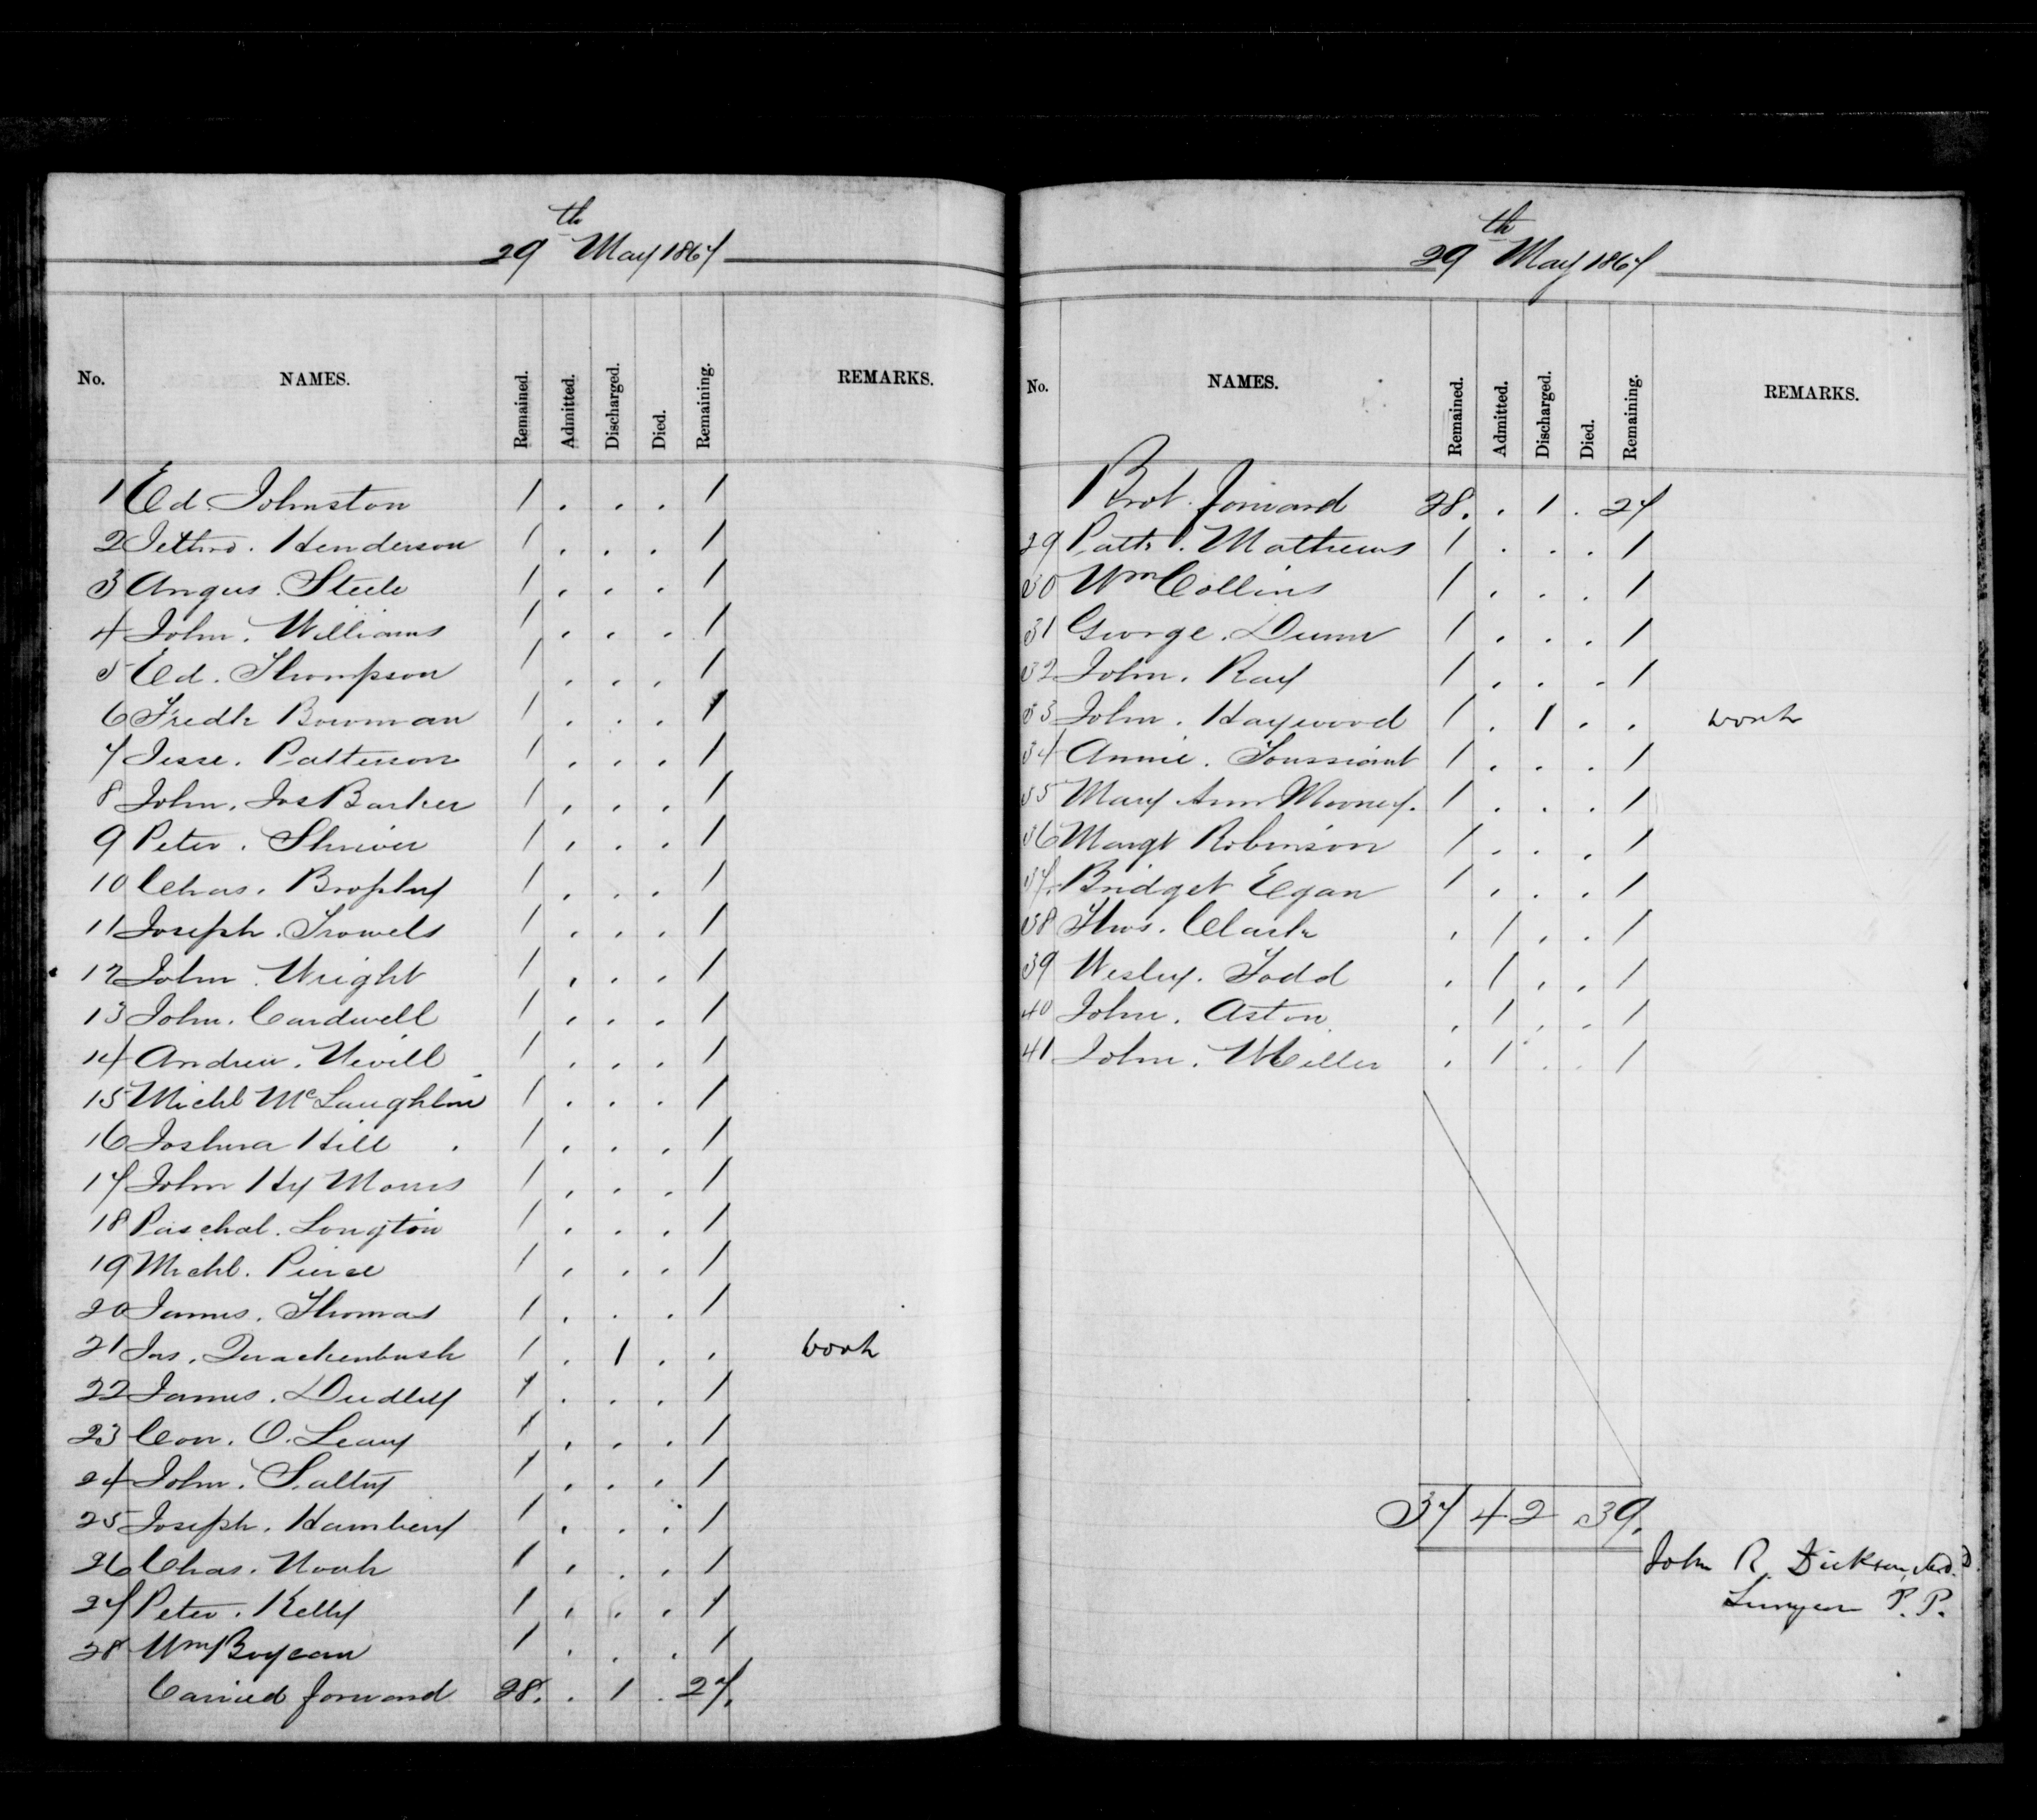 29th May 1867
No. NAMES. Remained. Admitted. Discharged. Died. Remaining. REMARKS.
1 Ed Johnston 1 . . . 1
2 Jethro. Henderson 1 . . . 1
3 Angus. Steele 1 . . . 1
4 John. Williams 1 . . . 1
5 Ed. Thompson 1 . . . 1
6 Fredk Bowman 1 . . . 1
7 Jesse. Patterson 1 . . . 1
8 John. Jos Barker 1 . . . 1
9 Peter. Shriver 1 . . . 1
10 Chas. Brophy 1 . . . 1
11 Joseph. Trowels 1 . . . 1
12 John. Wright 1 . . . 1
13 John. Cardwell 1 . . . 1
14 Andrew. Nevill 1 . . . 1
15 Michl McLaughlin 1 . . . 1
16 Joshua Hill 1 . . . 1
17 John Hy Morris 1 . . . 1
18 Paschal. Longtin 1 . . . 1
19 Michl. Pierce 1 . . . 1
20 James. Thomas 1 . . . 1
21 Jas. Quackenbush 1 . 1 . . work
22 James. Dudley 1 . . . 1
23 Con. O. Leary 1 . . . 1
24 John. Salty 1 . . . 1
25 Joseph. Hambery 1 . . . 1
26 Chas. Noah 1 . . . 1
27 Peter. Kelly 1 . . . 1
28 Wm Boyean 1 . . . 1
Carried forward 28. . 1 . 27.
29th May 1867
No. NAMES. Remained. Admitted. Discharged. Died. Remaining. REMARKS.
Brot. forward 28. . 1 . 27
29 Patk. Mathews 1 . . . 1
30 Wm Collins 1 . . . 1
31 George. Dunn 1 . . . 1
32 John. Ray 1 . . . 1
33 John. Haywood 1 . 1 . . work
34 Annie. Toussiant 1 . . . 1
35 Mary Ann Mooney. 1 . . . 1
36 Margt Robinson 1 . . . 1
37. Bridget Egan 1 . . . 1
38 Thos. Clark . 1 . . 1
39 Wesley. Todd . 1 . . 1
40 John. Aston . 1 . . 1
41 John. Miller . 1 . . 1
37 4 2 . 39.
John R. Dickson, M.D.
Surgeon P.P.